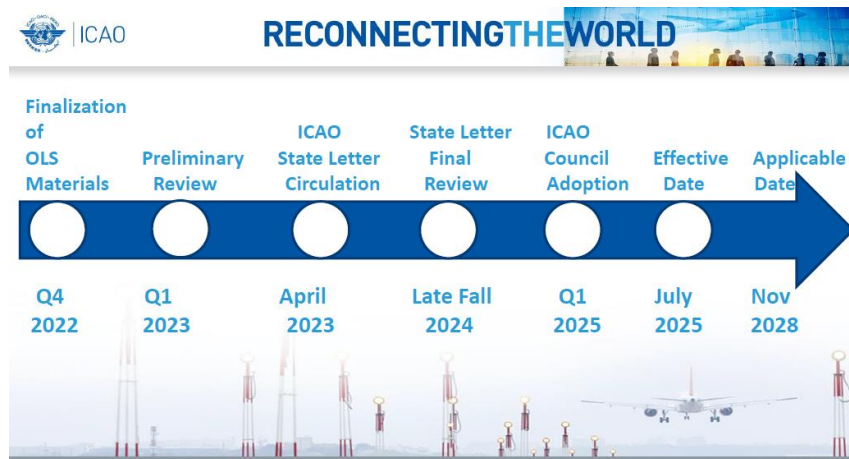 ICAO
RECONNECTINGTHEWORLD
Finalization
of
OLS
Materials
Preliminary
Review
ICAO
State Letter
Circulation
State Letter
Final
Review
ICAO
Council
Adoption
Effective
Date
Applicable
Date
Q4
2022
Q1
2023
April
2023
Late Fall
2024
Q1
2025
July
2025
Nov
2028